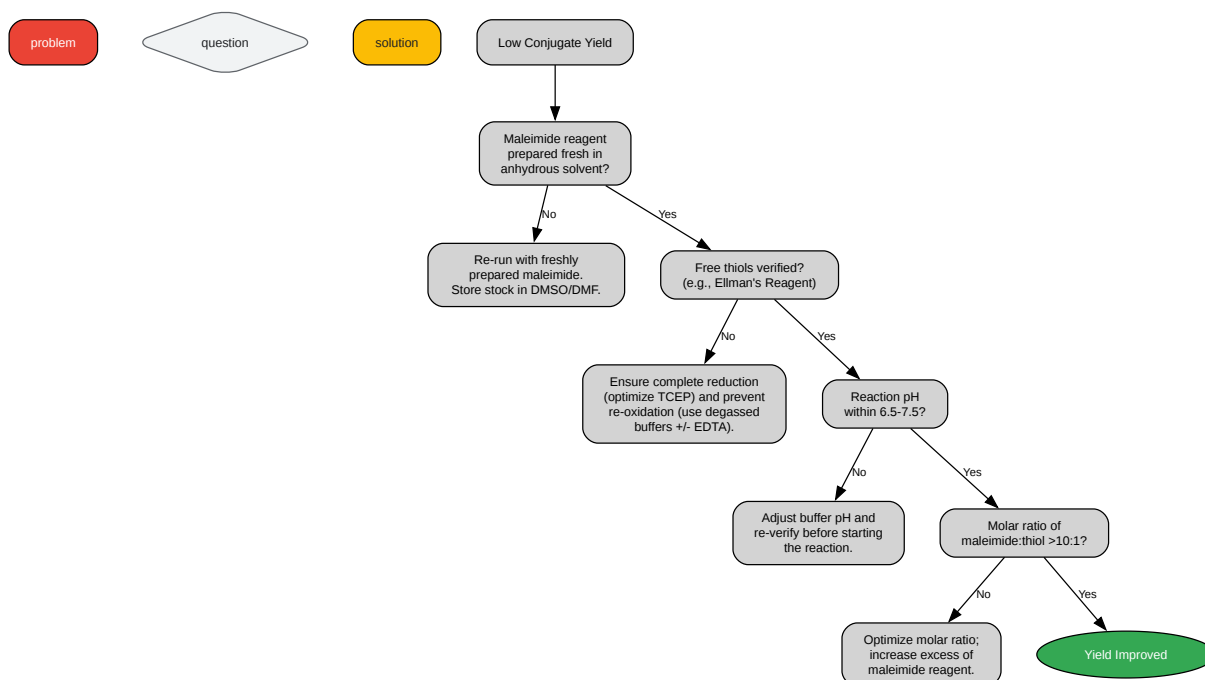 problem
question
solution
Low Conjugate Yield
Maleimide reagent
prepared fresh in
anhydrous solvent?
No
Yes
Re-run with freshly
prepared maleimide.
Store stock in DMSO/DMF.
Free thiols verified?
(e.g., Ellman's Reagent)
No
Yes
Ensure complete reduction
(optimize TCEP) and prevent
re-oxidation (use degassed
buffers +/- EDTA).
Reaction pH
within 6.5-7.5?
No
Yes
Adjust buffer pH and
re-verify before starting
the reaction.
Molar ratio of
maleimide:thiol >10:1?
No
Yes
Optimize molar ratio;
increase excess of
maleimide reagent.
Yield Improved